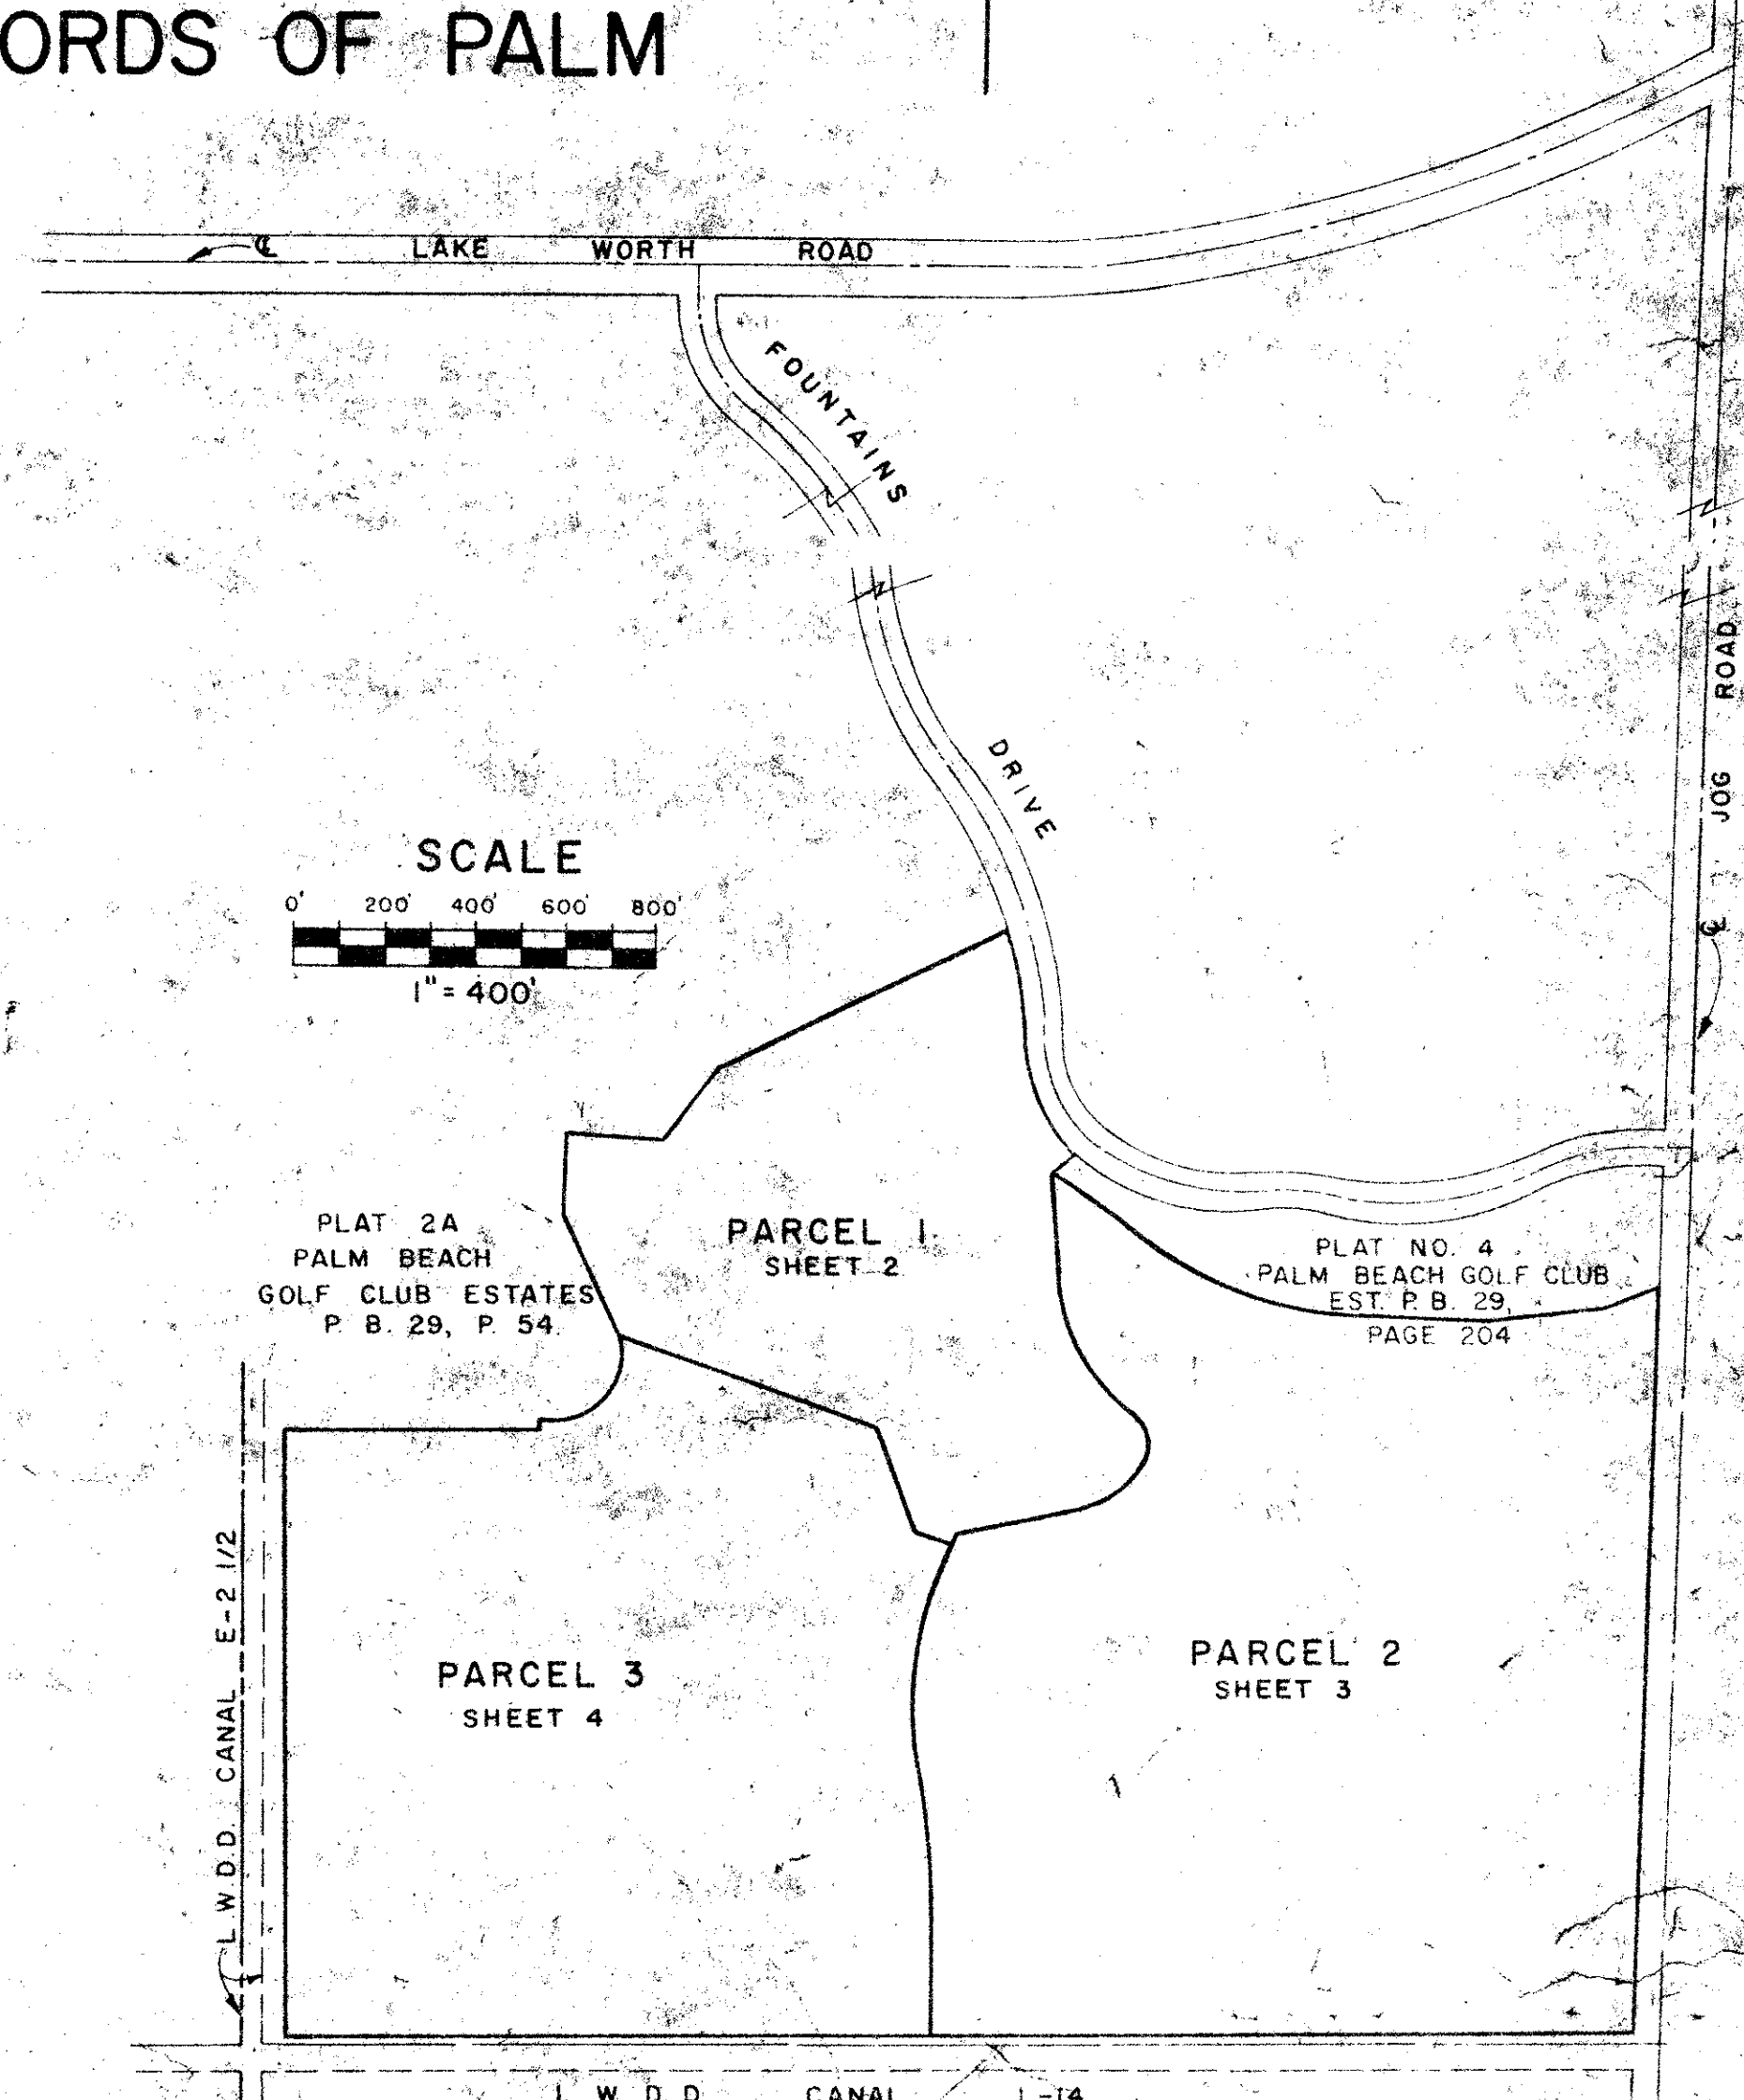 ORDS OF PALM
℄ LAKE WORTH ROAD
FOUNTAINS
DRIVE
JOG ROAD
℄
SCALE
0' 200' 400' 600' 800'
1" = 400'
PLAT 2A
PALM BEACH
GOLF CLUB ESTATES
P. B. 29, P. 54
PARCEL 1
SHEET 2
PLAT NO. 4
PALM BEACH GOLF CLUB
EST. P. B. 29,
PAGE 204
L.W.D.D. CANAL E-2 1/2
PARCEL 3
SHEET 4
PARCEL 2
SHEET 3
L. W. D. D. CANAL L-14